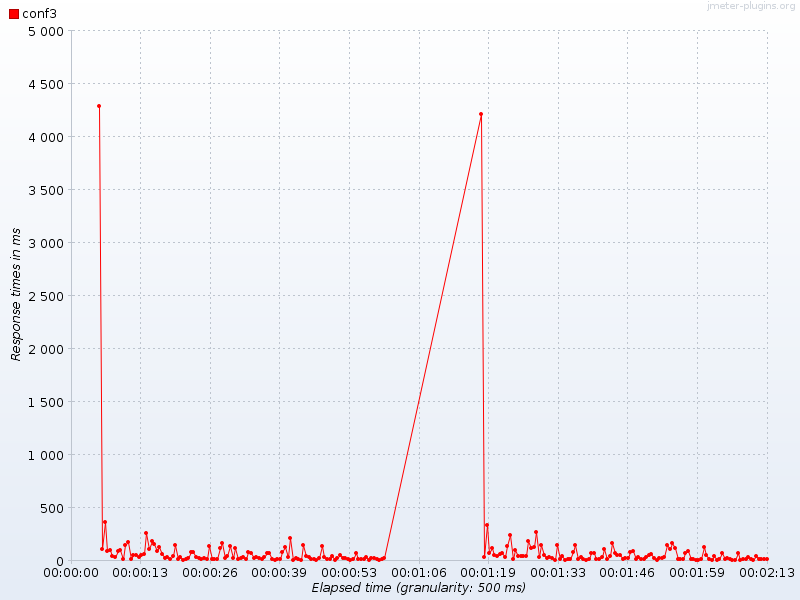 jmeter-plugins.org
conf3
5 000
4 500
4 000
3 500
3 000
2 500
2 000
1 500
1 000
500
0
Response times in ms
00:00:00 00:00:13 00:00:26 00:00:39 00:00:53 00:01:06 00:01:19 00:01:33 00:01:46 00:01:59 00:02:13
Elapsed time (granularity: 500 ms)